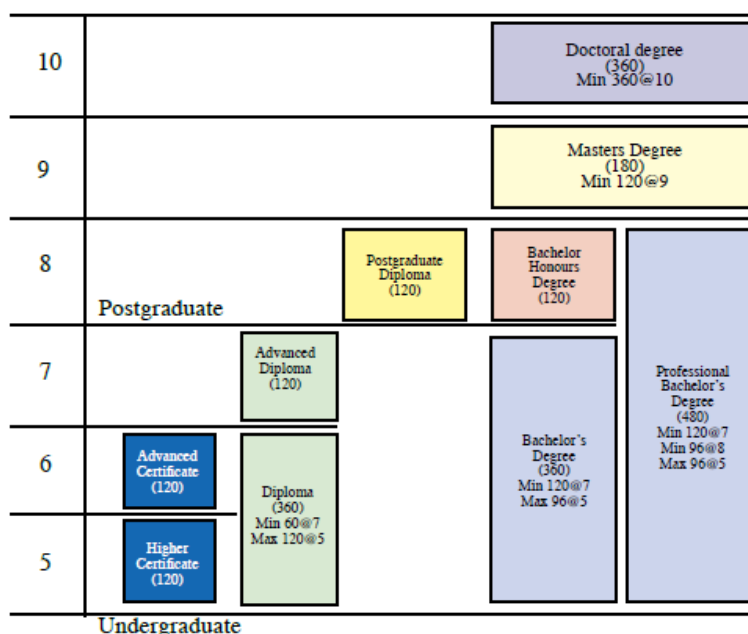 10
Doctoral degree
(360)
Min 360@10
9
Masters Degree
(180)
Min 120@9
8
Postgraduate
Diploma
(120)
Bachelor
Honours
Degree
(120)
Postgraduate
7
Advanced
Diploma
(120)
Professional
Bachelor's
Degree
(480)
Min 120@7
Min 96@8
Max 96@5
6
Advanced
Certificate
(120)
Diploma
(360)
Min 60@7
Max 120@5
Bachelor's
Degree
(360)
Min 120@7
Max 96@5
5
Higher
Certificate
(120)
Undergraduate